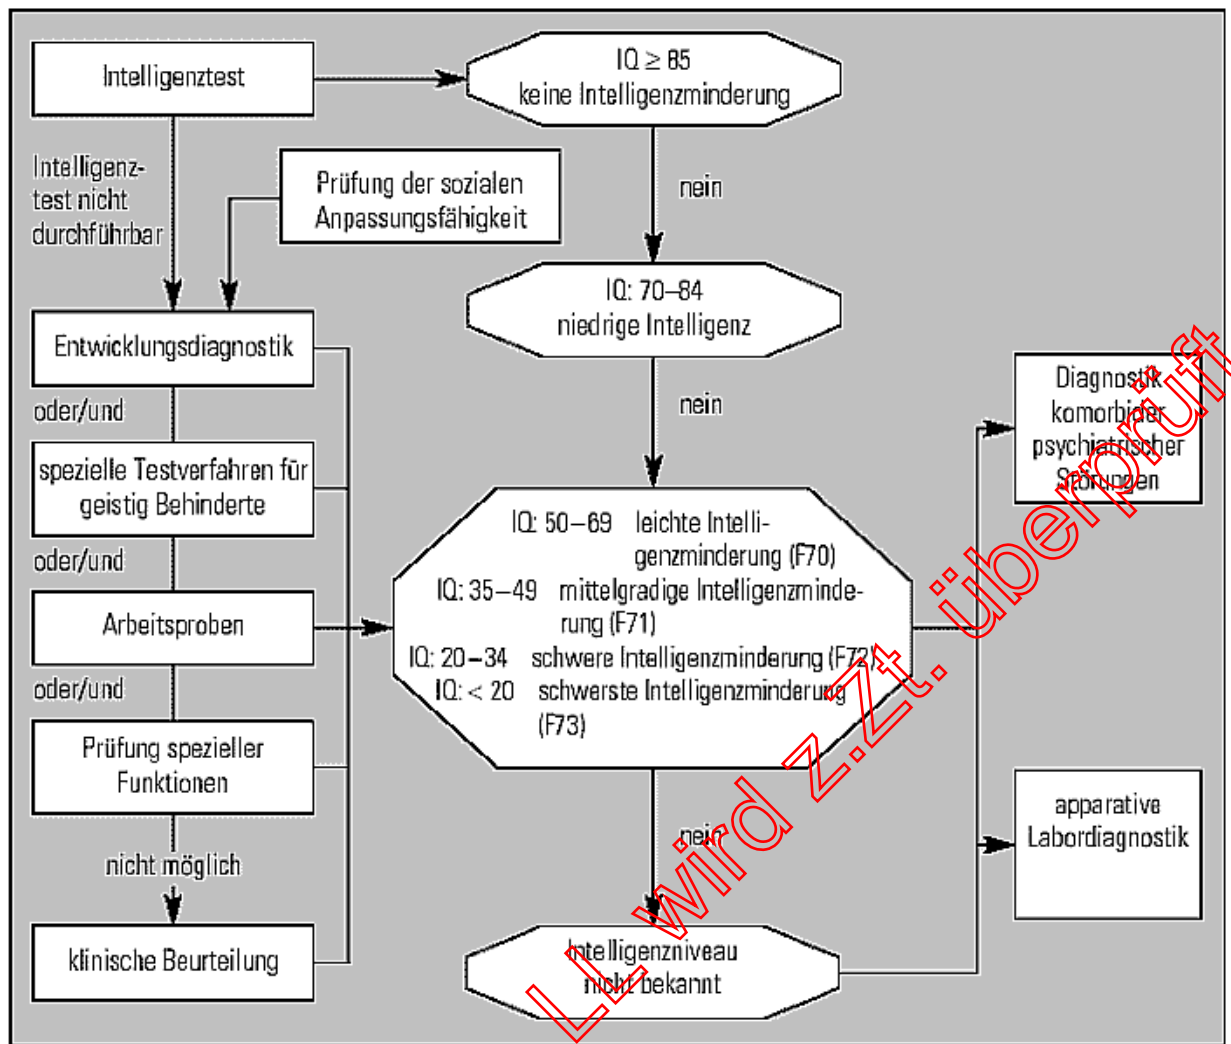 Intelligenztest
IQ ≥ 85
keine Intelligenzminderung
Intelligenz-
test nicht
durchführbar
Prüfung der sozialen
Anpassungsfähigkeit
nein
IQ: 70–84
niedrige Intelligenz
Entwicklungsdiagnostik
nein
oder/und
spezielle Testverfahren für
geistig Behinderte
oder/und
Arbeitsproben
oder/und
Prüfung spezieller
Funktionen
nicht möglich
klinische Beurteilung
IQ: 50–69 leichte Intelli-
genzminderung (F70)
IQ: 35–49 mittelgradige Intelligenzminde-
rung (F71)
IQ: 20–34 schwere Intelligenzminderung (F72)
IQ: < 20 schwerste Intelligenzminderung
(F73)
nein
Intelligenzniveau
nicht bekannt
Diagnostik
komorbider
psychiatrischer
Störungen
apparative
Labordiagnostik
LL wird z.Zt. überprüft